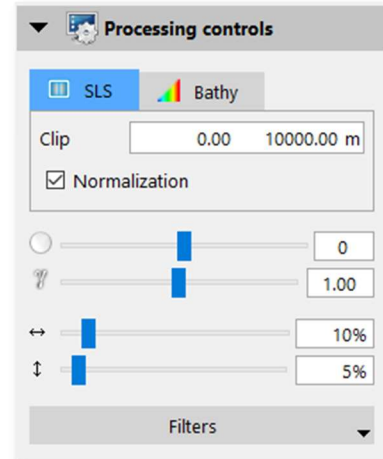 Processing controls
SLS Bathy
Clip 0.00 10000.00 m
Normalization
0
γ 1.00
↔ 10%
↕ 5%
Filters